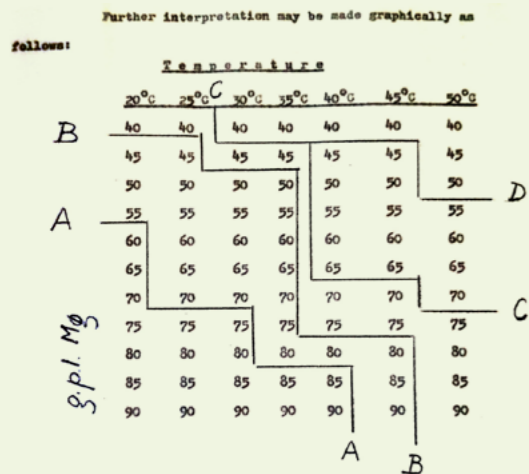 Further interpretation may be made graphically as
follows:
Temperature
C
20°C 25°C 30°C 35°C 40°C 45°C 50°C
B 40 40 40 40 40 40 40
45 45 45 45 45 45 45
50 50 50 50 50 50 50 D
A 55 55 55 55 55 55 55
60 60 60 60 60 60 60
65 65 65 65 65 65 65
70 70 70 70 70 70 70 C
75 75 75 75 75 75 75
80 80 80 80 80 80 80
85 85 85 85 85 85 85
90 90 90 90 90 90 90
A B
g.p.l. Mg